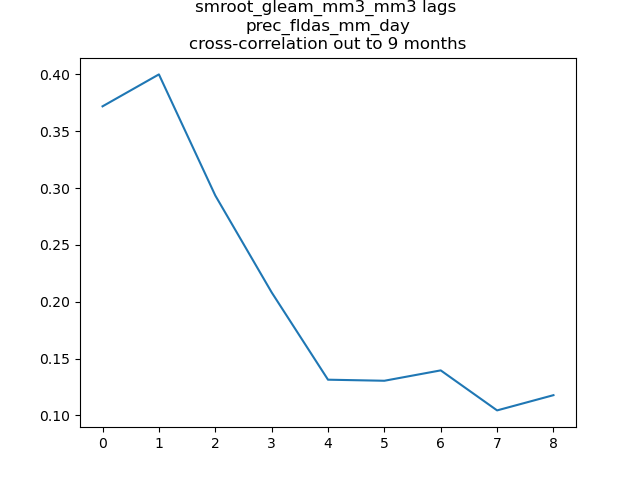 smroot_gleam_mm3_mm3 lags
prec_fldas_mm_day
cross-correlation out to 9 months
0.40
0.35
0.30
0.25
0.20
0.15
0.10
0 1 2 3 4 5 6 7 8